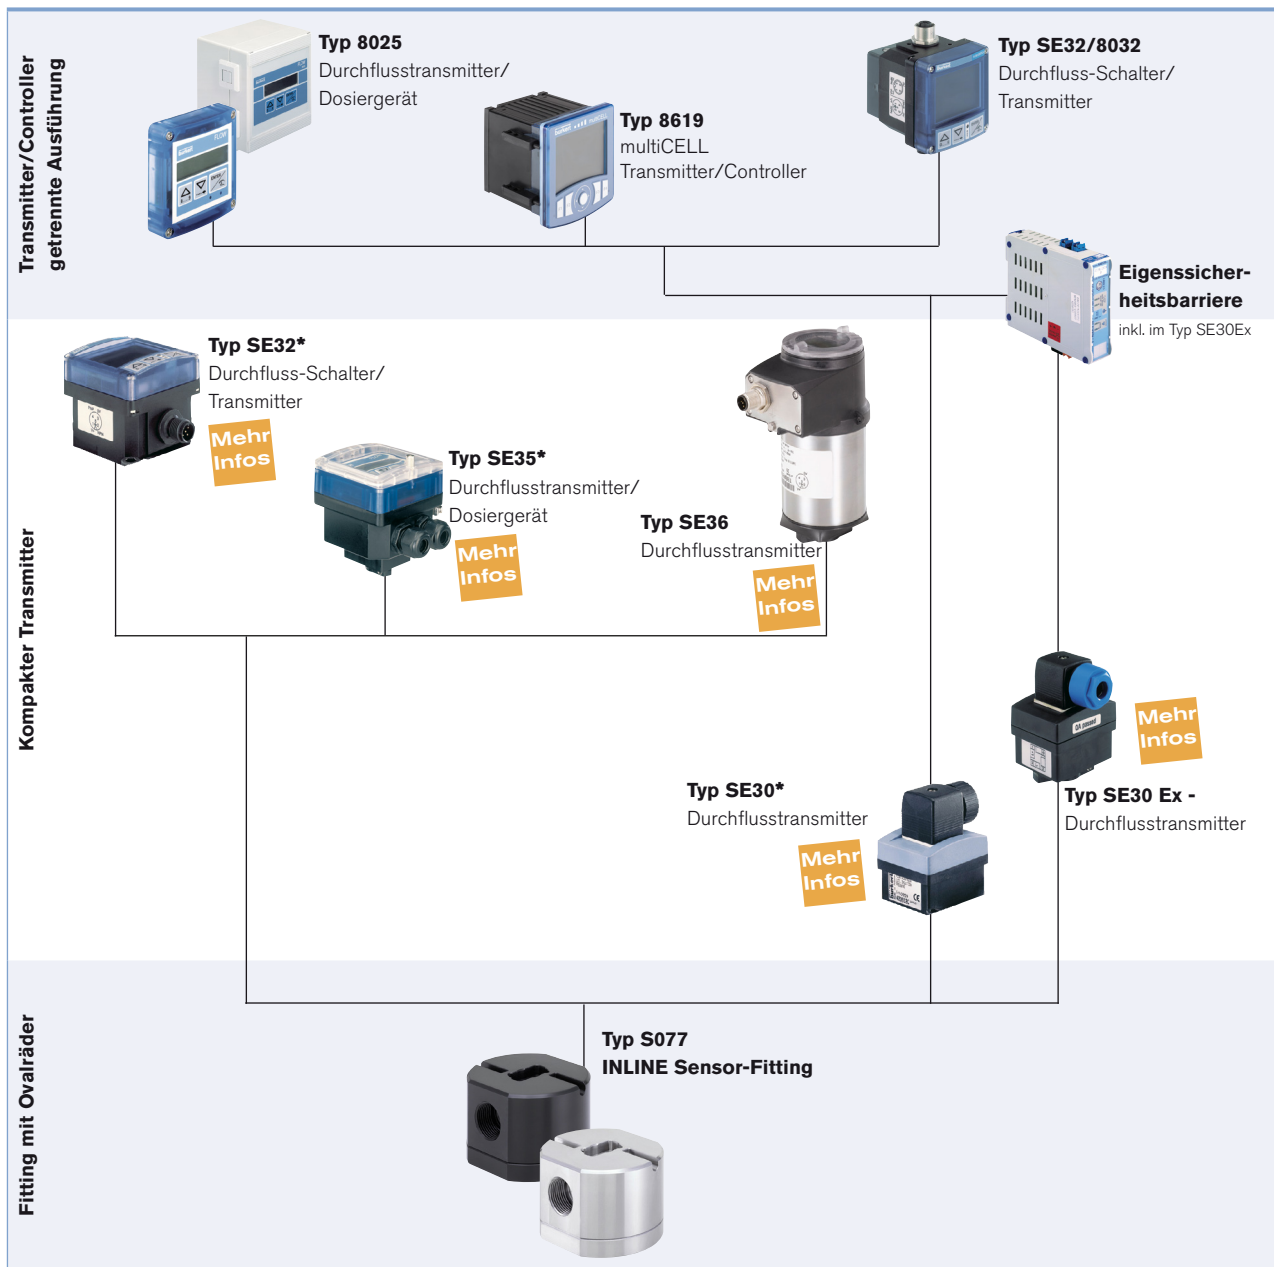 Transmitter/Controller
getrennte Ausführung
Typ 8025
Durchflusstransmitter/
Dosiergerät
Typ 8619
multiCELL
Transmitter/Controller
Typ SE32/8032
Durchfluss-Schalter/
Transmitter
Eigenssicher-
heitsbarriere
inkl. im Typ SE30Ex
Kompakter Transmitter
Typ SE32*
Durchfluss-Schalter/
Transmitter
Mehr
Infos
Typ SE35*
Durchflusstransmitter/
Dosiergerät
Mehr
Infos
Typ SE36
Durchflusstransmitter
Mehr
Infos
Typ SE30*
Durchflusstransmitter
Mehr
Infos
Typ SE30 Ex -
Durchflusstransmitter
Mehr
Infos
Fitting mit Ovalräder
Typ S077
INLINE Sensor-Fitting